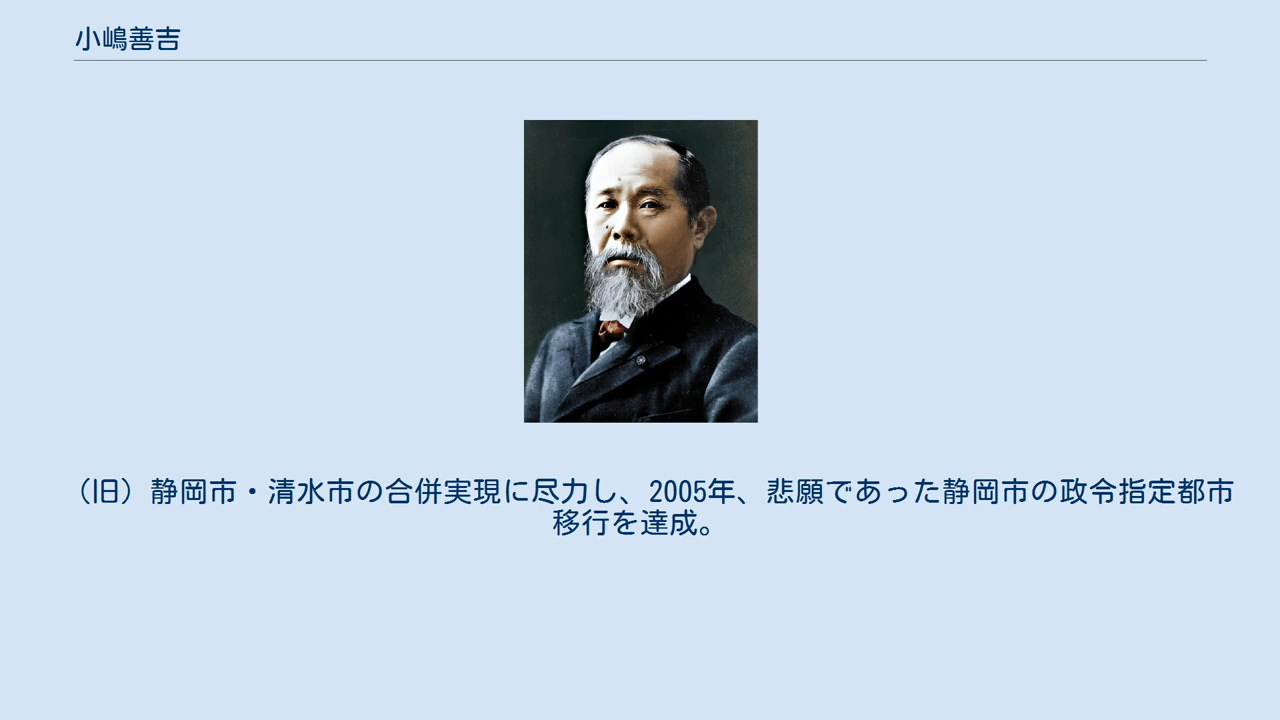 小嶋善吉
（旧）静岡市・清水市の合併実現に尽力し、2005年、悲願であった静岡市の政令指定都市
移行を達成。